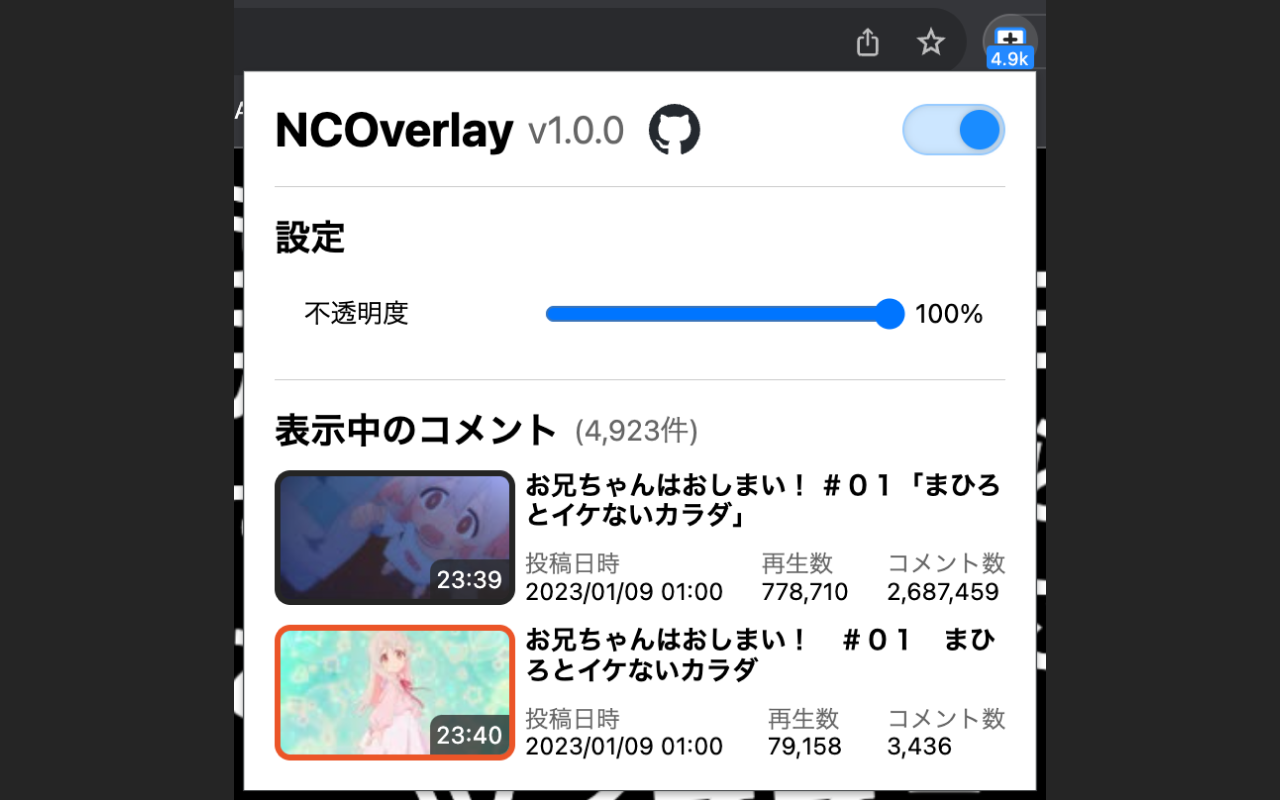 4.9k
NCOverlay v1.0.0
設定
不透明度 100%
表示中のコメント (4,923件)
お兄ちゃんはおしまい！ ＃０１「まひろ
とイケないカラダ」
投稿日時 再生数 コメント数
2023/01/09 01:00 778,710 2,687,459
23:39
お兄ちゃんはおしまい！　＃０１　まひ
ろとイケないカラダ
投稿日時 再生数 コメント数
2023/01/09 01:00 79,158 3,436
23:40